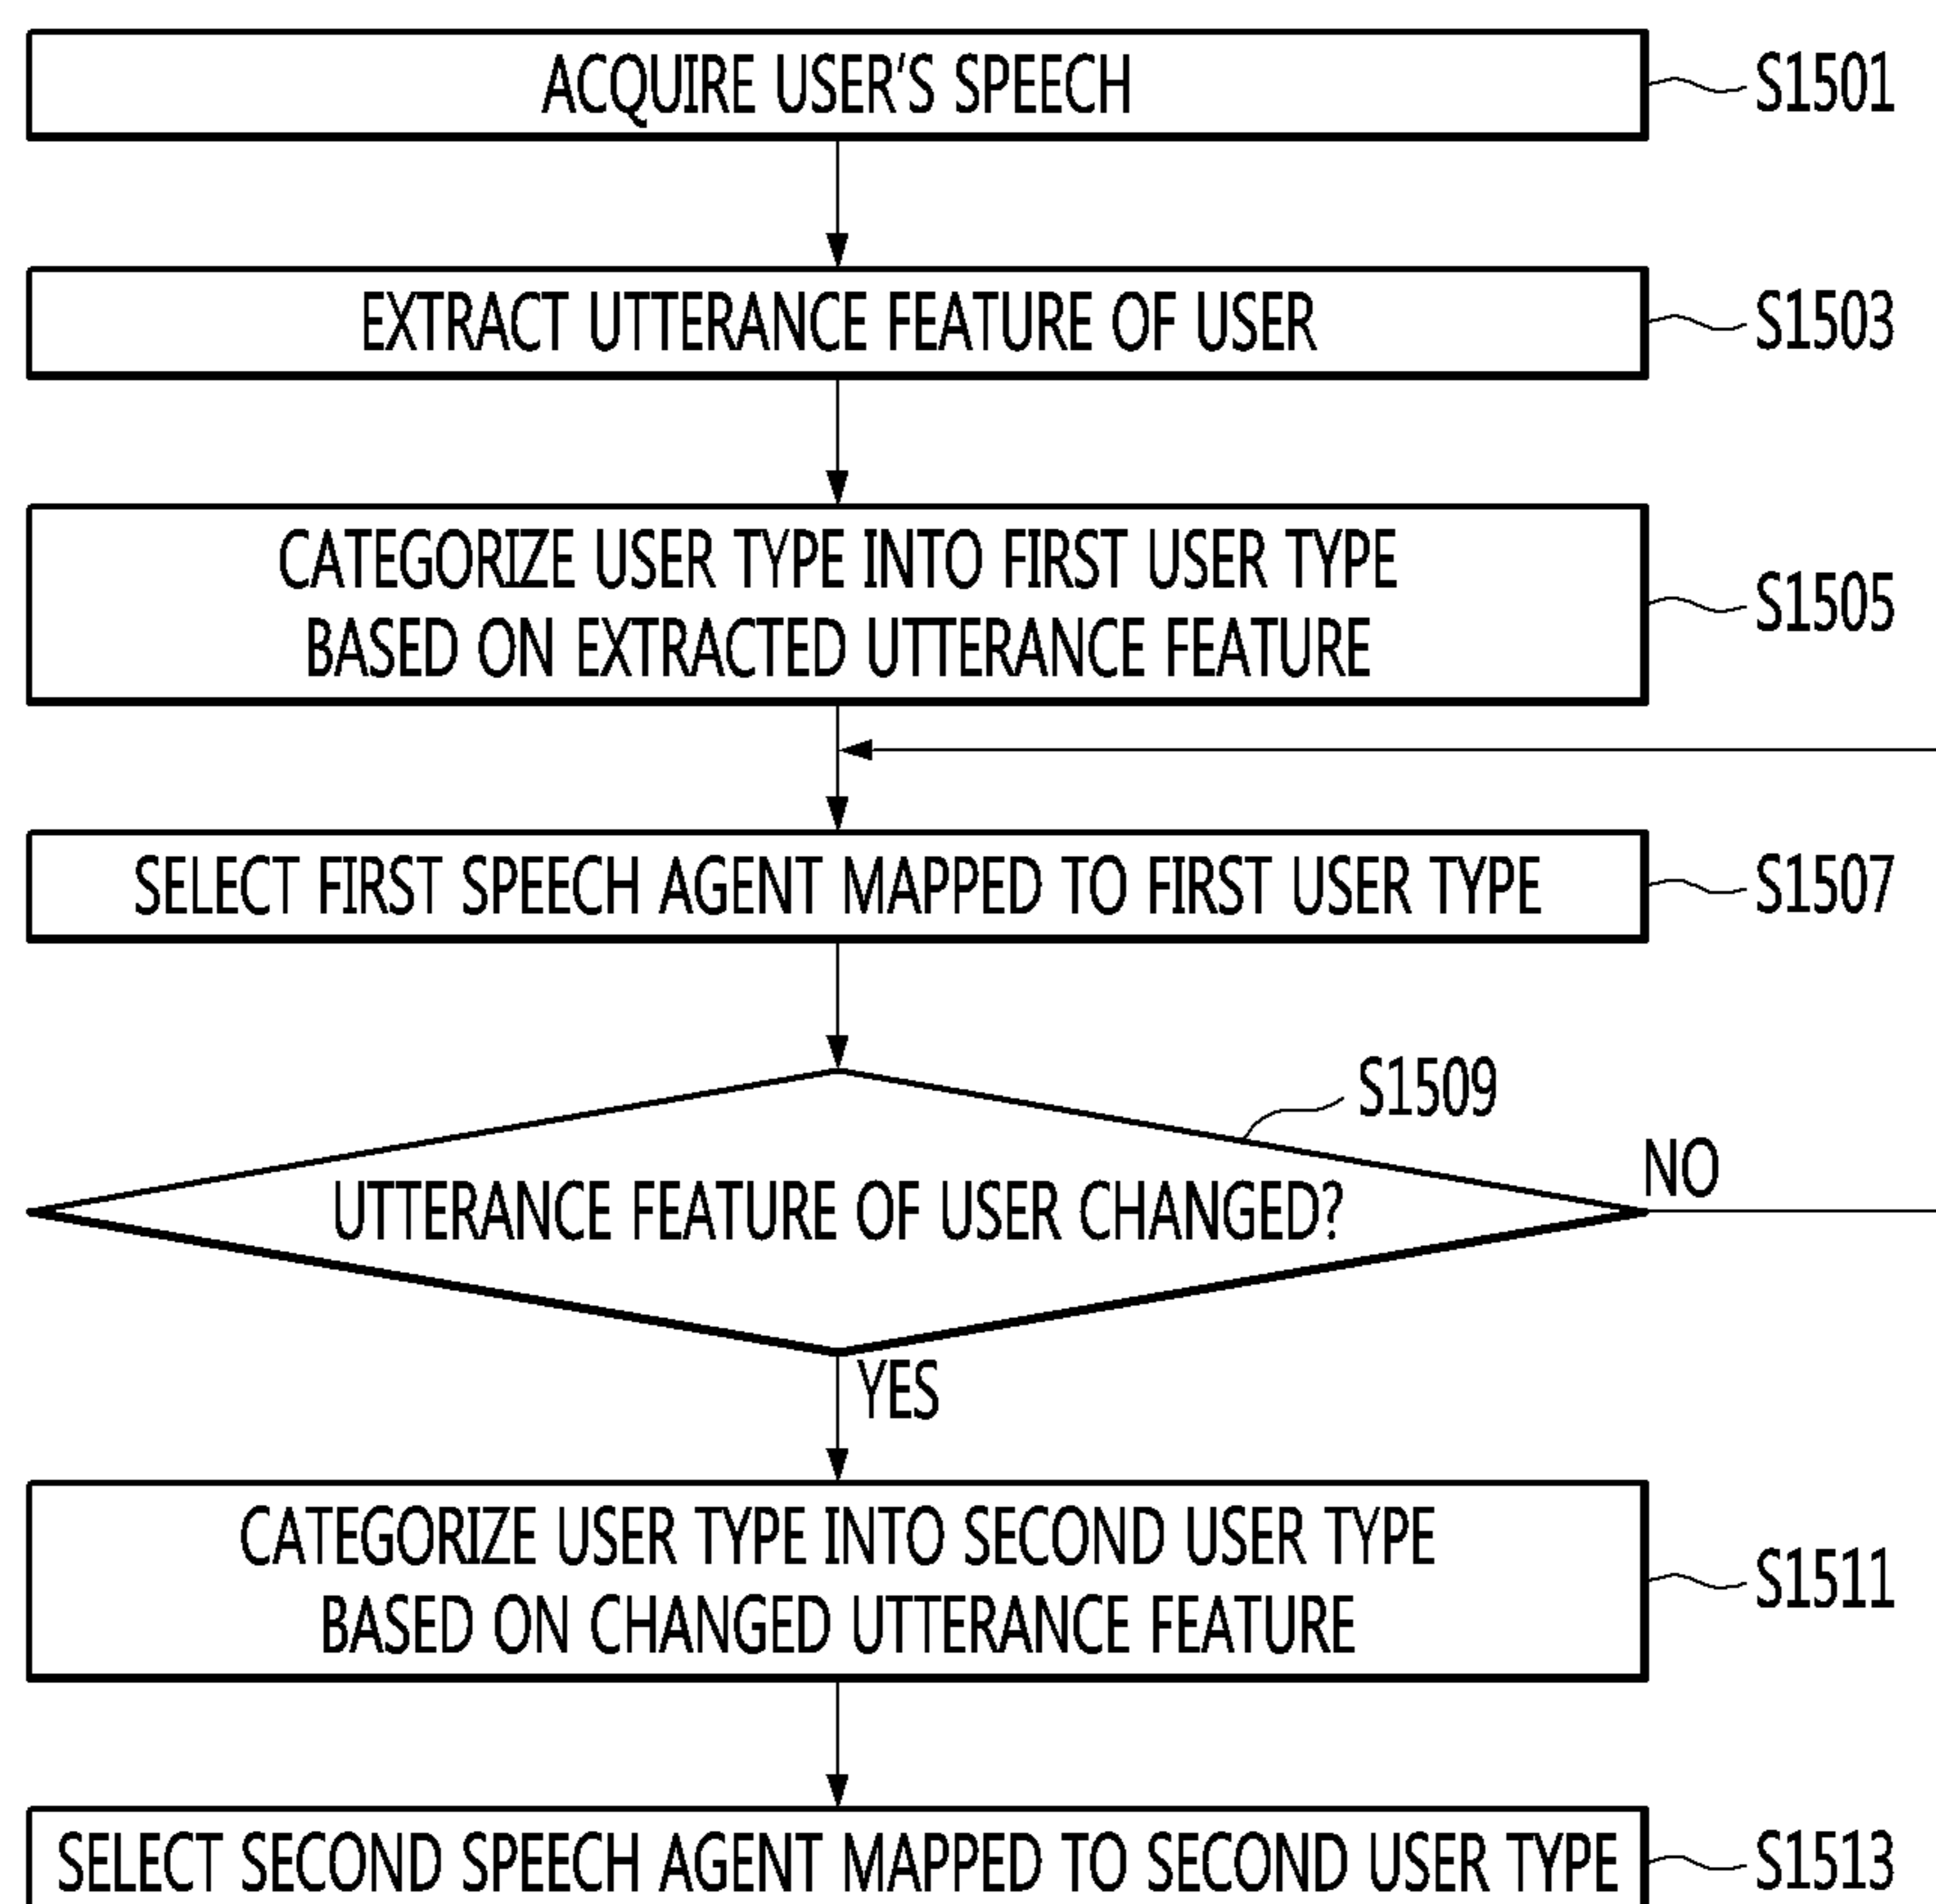 ACQUIRE USER'S SPEECH
S1501
EXTRACT UTTERANCE FEATURE OF USER
S1503
CATEGORIZE USER TYPE INTO FIRST USER TYPE
BASED ON EXTRACTED UTTERANCE FEATURE
S1505
SELECT FIRST SPEECH AGENT MAPPED TO FIRST USER TYPE
S1507
S1509
UTTERANCE FEATURE OF USER CHANGED?
NO
YES
CATEGORIZE USER TYPE INTO SECOND USER TYPE
BASED ON CHANGED UTTERANCE FEATURE
S1511
SELECT SECOND SPEECH AGENT MAPPED TO SECOND USER TYPE
S1513